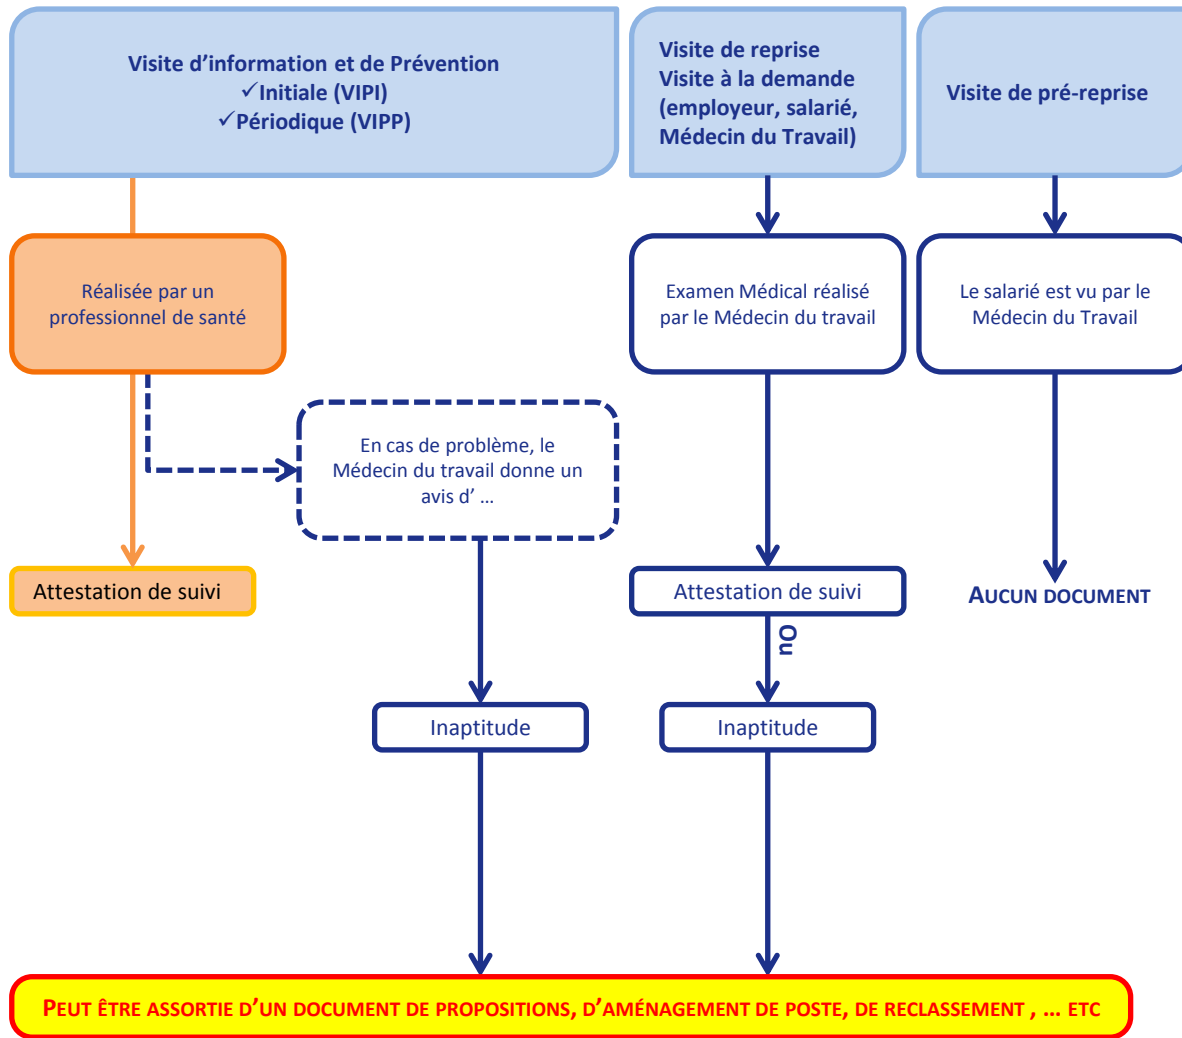 Visite d’information et de Prévention
✓Initiale (VIPI)
✓Périodique (VIPP)
Visite de reprise
Visite à la demande
(employeur, salarié,
Médecin du Travail)
Visite de pré-reprise
Réalisée par un
professionnel de santé
Examen Médical réalisé
par le Médecin du travail
Le salarié est vu par le
Médecin du Travail
En cas de problème, le
Médecin du travail donne un
avis d’ …
Attestation de suivi
Attestation de suivi
AUCUN DOCUMENT
Ou
Inaptitude
Inaptitude
PEUT ÊTRE ASSORTIE D’UN DOCUMENT DE PROPOSITIONS, D’AMÉNAGEMENT DE POSTE, DE RECLASSEMENT , … ETC